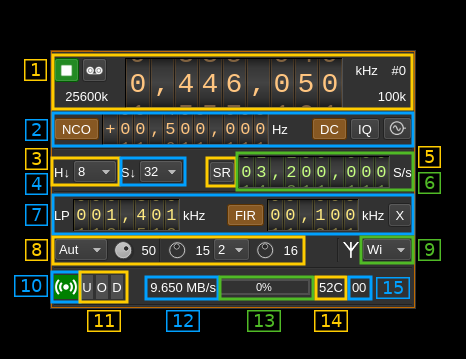 1 0,446,050 kHz #0
25600k 100k
2 NCO +00,500,000 Hz DC IQ
3 H↓ 8 S↓ 32 SR 03,200,000 S/s 5
4 6
7 LP 001,401 kHz FIR 00,100 kHz X
8 Aut 50 15 2 16 Wi 9
10 U O D 9.650 MB/s 0% 52C 00 15
11 12 13 14